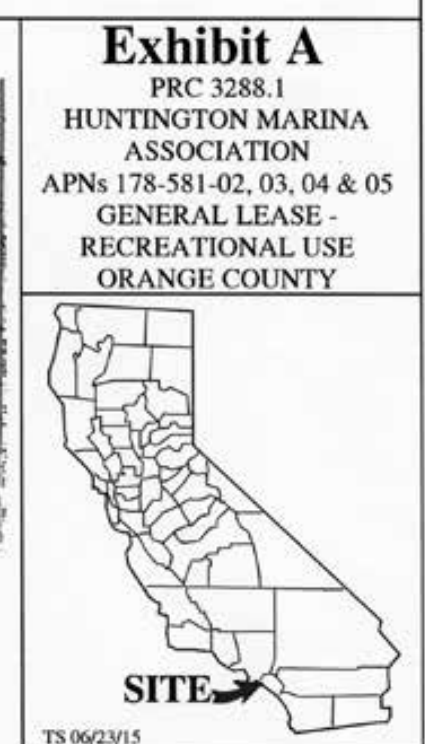 Exhibit A
PRC 3288.1
HUNTINGTON MARINA
ASSOCIATION
APNs 178-581-02, 03, 04 & 05
GENERAL LEASE -
RECREATIONAL USE
ORANGE COUNTY
SITE
TS 06/23/15